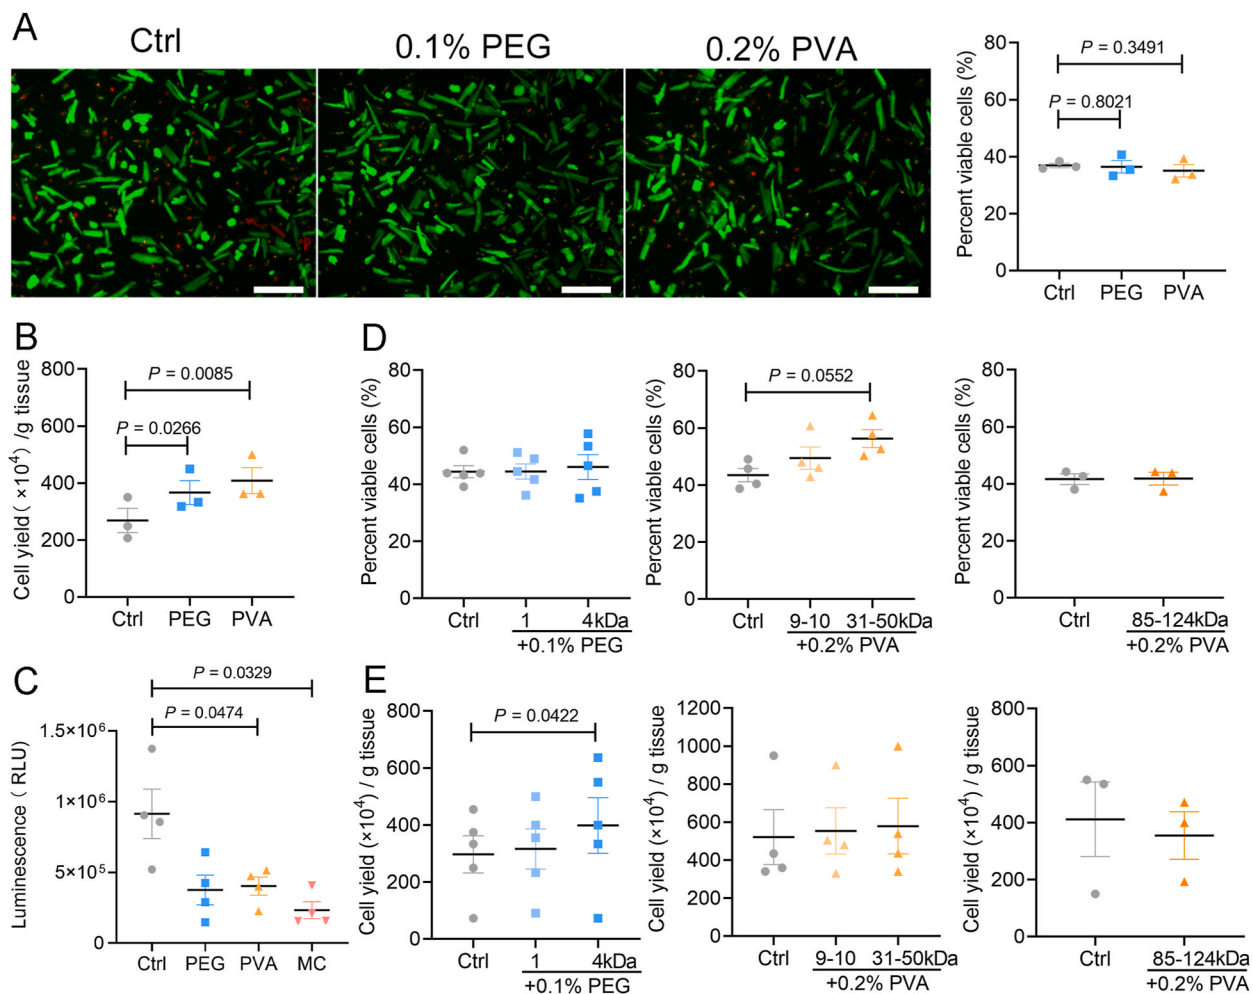 A
Ctrl
0.1% PEG
0.2% PVA
Percent viable cells (%)
80
60
40
20
0
P = 0.3491
P = 0.8021
Ctrl PEG PVA
B
Cell yield ( ×10⁴) /g tissue
800
600
400
200
0
P = 0.0085
P = 0.0266
Ctrl PEG PVA
D
Percent viable cells (%)
80
60
40
20
0
Ctrl 1 4kDa
+0.1% PEG
Percent viable cells (%)
80
60
40
20
0
P = 0.0552
Ctrl 9-10 31-50kDa
+0.2% PVA
Percent viable cells (%)
80
60
40
20
0
Ctrl 85-124kDa
+0.2% PVA
C
Luminescence ( RLU)
1.5×10⁶
1×10⁶
5×10⁵
0
P = 0.0329
P = 0.0474
Ctrl PEG PVA MC
E
Cell yield (×10⁴) / g tissue
800
600
400
200
0
P = 0.0422
Ctrl 1 4kDa
+0.1% PEG
Cell yield (×10⁴) / g tissue
1200
1000
800
600
400
200
0
Ctrl 9-10 31-50kDa
+0.2% PVA
Cell yield (×10⁴) / g tissue
800
600
400
200
0
Ctrl 85-124kDa
+0.2% PVA